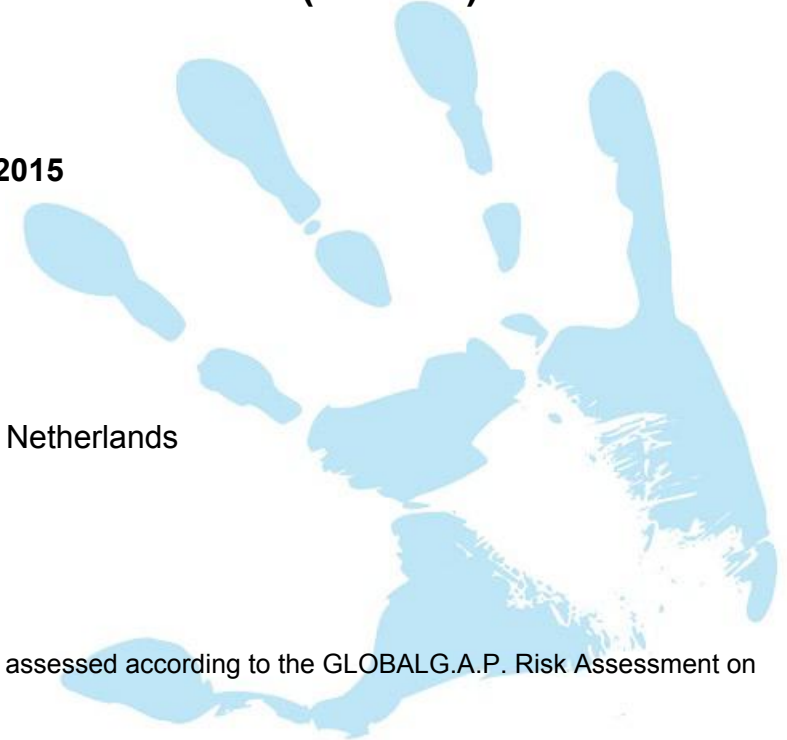 2015
Netherlands
assessed according to the GLOBALG.A.P. Risk Assessment on